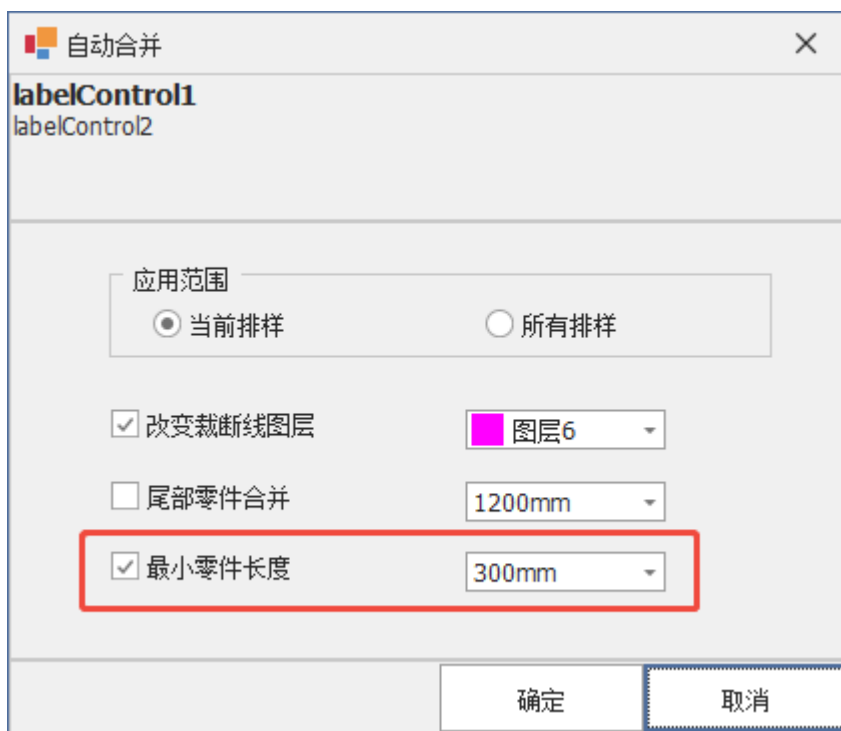 自动合并
labelControl1
labelControl2
应用范围
当前排样 所有排样
改变裁断线图层 图层6
尾部零件合并 1200mm
最小零件长度 300mm
确定 取消